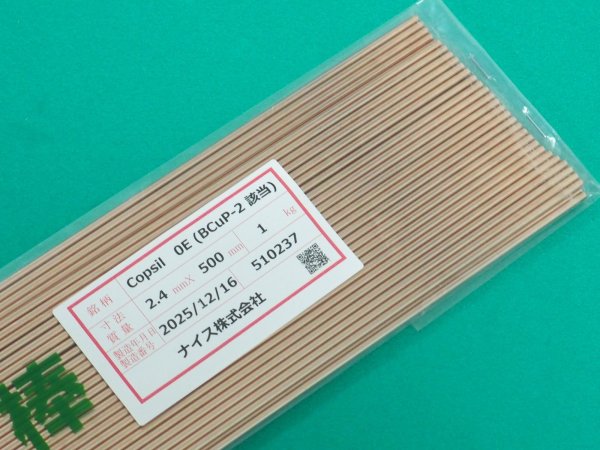 銘柄 Copsil 0E (BCuP-2 該当)
寸法 2.4 mmX 500 mm
質量 1 kg
製造年月日 2025/12/16
製造番号 510237
ナイス株式会社
棒